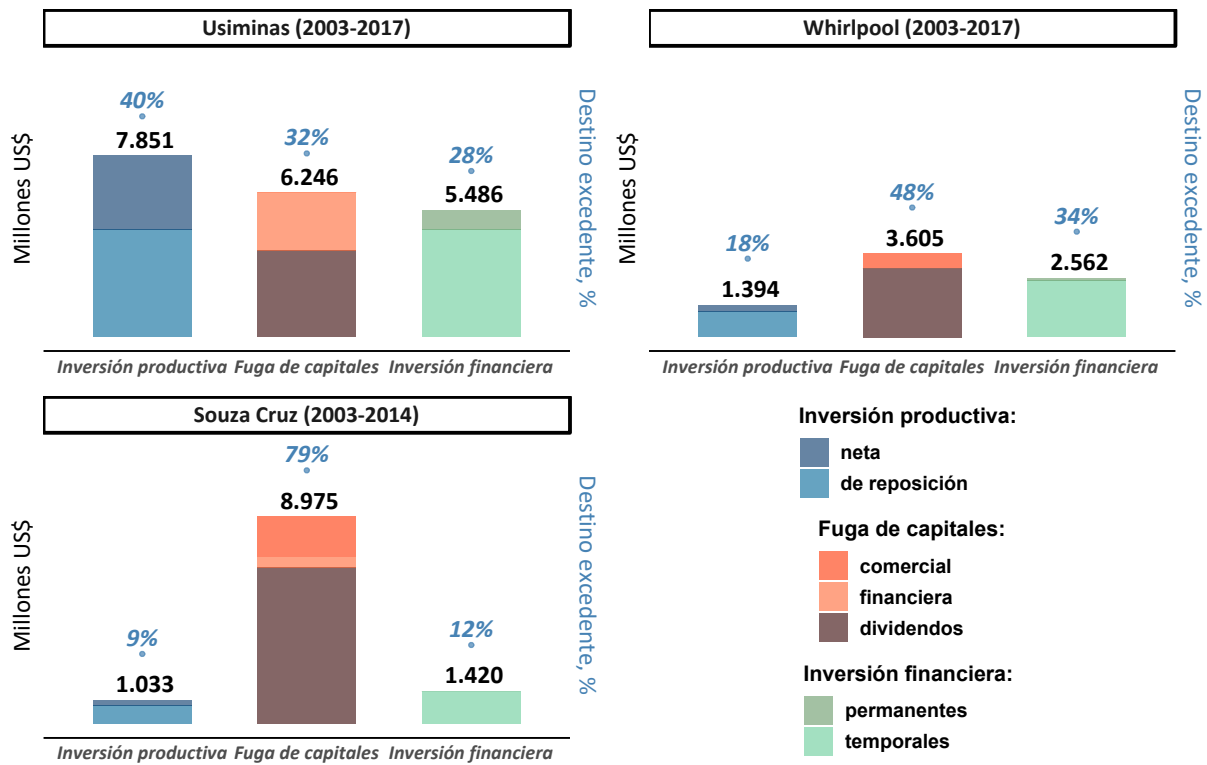 Usiminas (2003-2017)
Millones US$
40%
7.851
32%
6.246
28%
5.486
Destino excedente, %
Inversión productiva Fuga de capitales Inversión financiera
Whirlpool (2003-2017)
Millones US$
18%
1.394
48%
3.605
34%
2.562
Destino excedente, %
Inversión productiva Fuga de capitales Inversión financiera
Souza Cruz (2003-2014)
Millones US$
9%
1.033
79%
8.975
12%
1.420
Destino excedente, %
Inversión productiva Fuga de capitales Inversión financiera
Inversión productiva:
neta
de reposición
Fuga de capitales:
comercial
financiera
dividendos
Inversión financiera:
permanentes
temporales